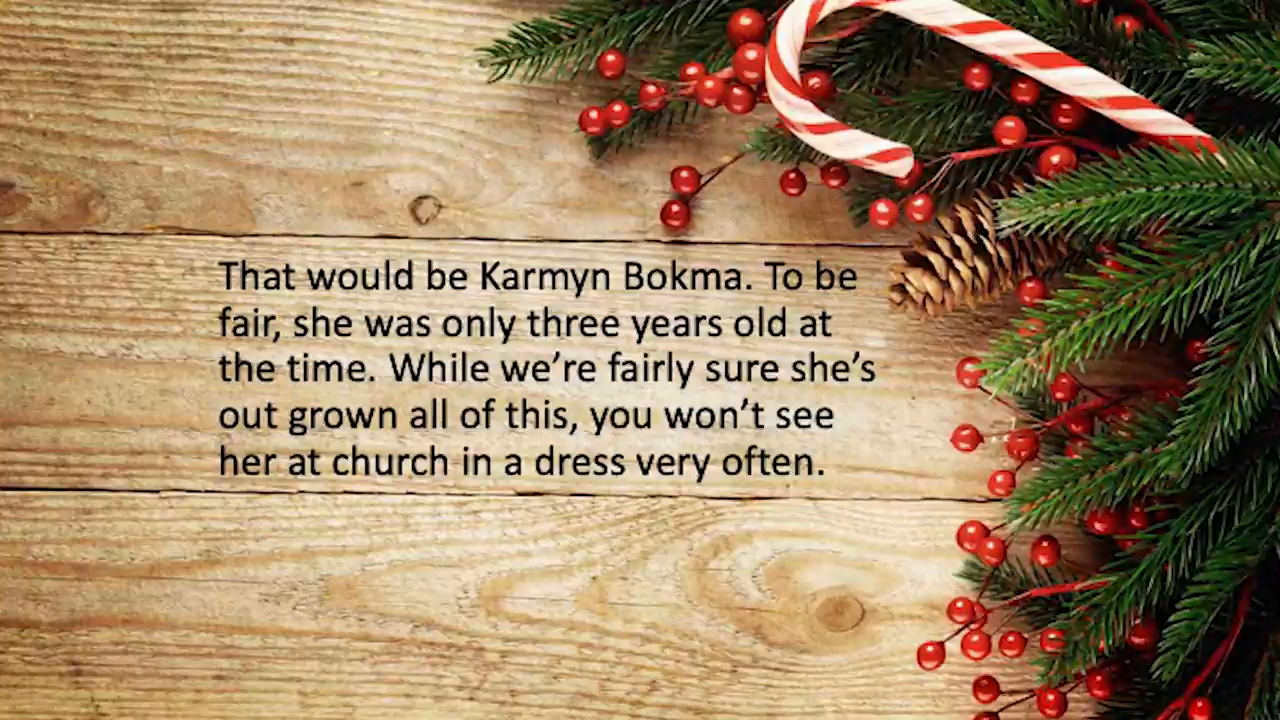 That would be Karmyn Bokma. To be
fair, she was only three years old at
the time. While we’re fairly sure she’s
out grown all of this, you won’t see
her at church in a dress very often.